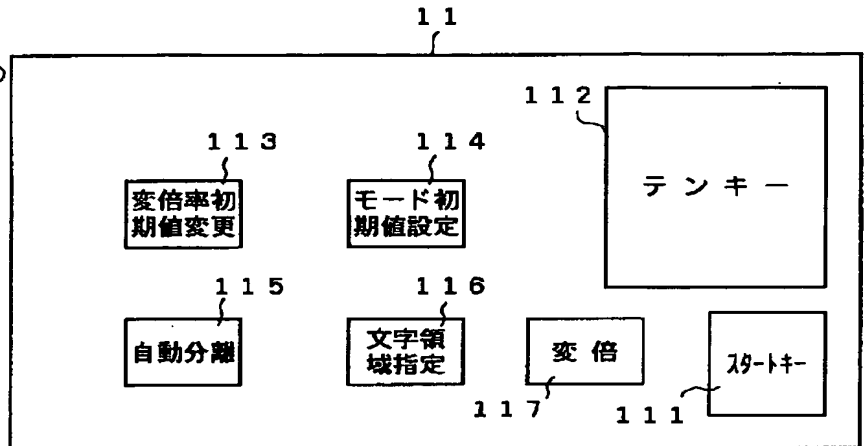 11
112
113
114
変倍率初
期値変更
モード初
期値設定
テンキー
115
116
自動分離
文字領
域指定
変倍
スタートキー
117
111